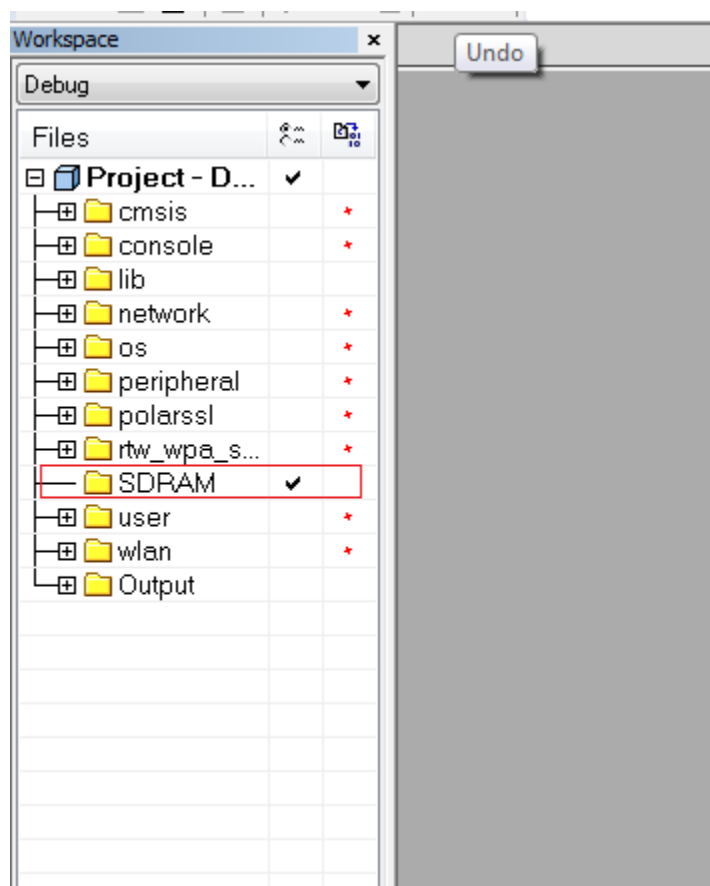 Workspace
Undo
Debug
Files
Project - D...
cmsis
console
lib
network
os
peripheral
polarssl
rtw_wpa_s...
SDRAM
user
wlan
Output